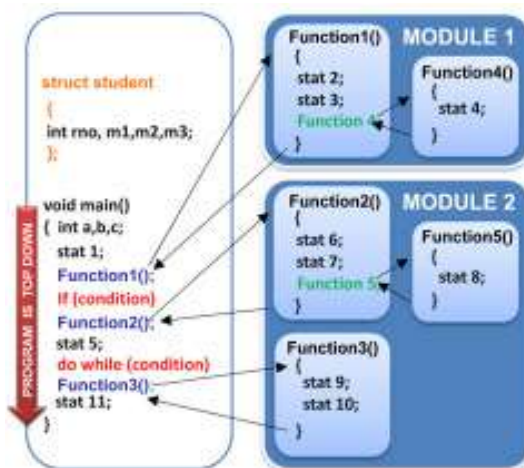 struct student
{
int rno, m1,m2,m3;
};
void main()
{ int a,b,c;
stat 1;
Function1();
If (condition)
Function2();
stat 5;
do while (condition)
Function3();
stat 11;
}
PROGRAM IS TOP DOWN
MODULE 1
Function1()
{
stat 2;
stat 3;
Function 4
}
Function4()
{
stat 4;
}
MODULE 2
Function2()
{
stat 6;
stat 7;
Function 5
}
Function5()
{
stat 8;
}
Function3()
{
stat 9;
stat 10;
}